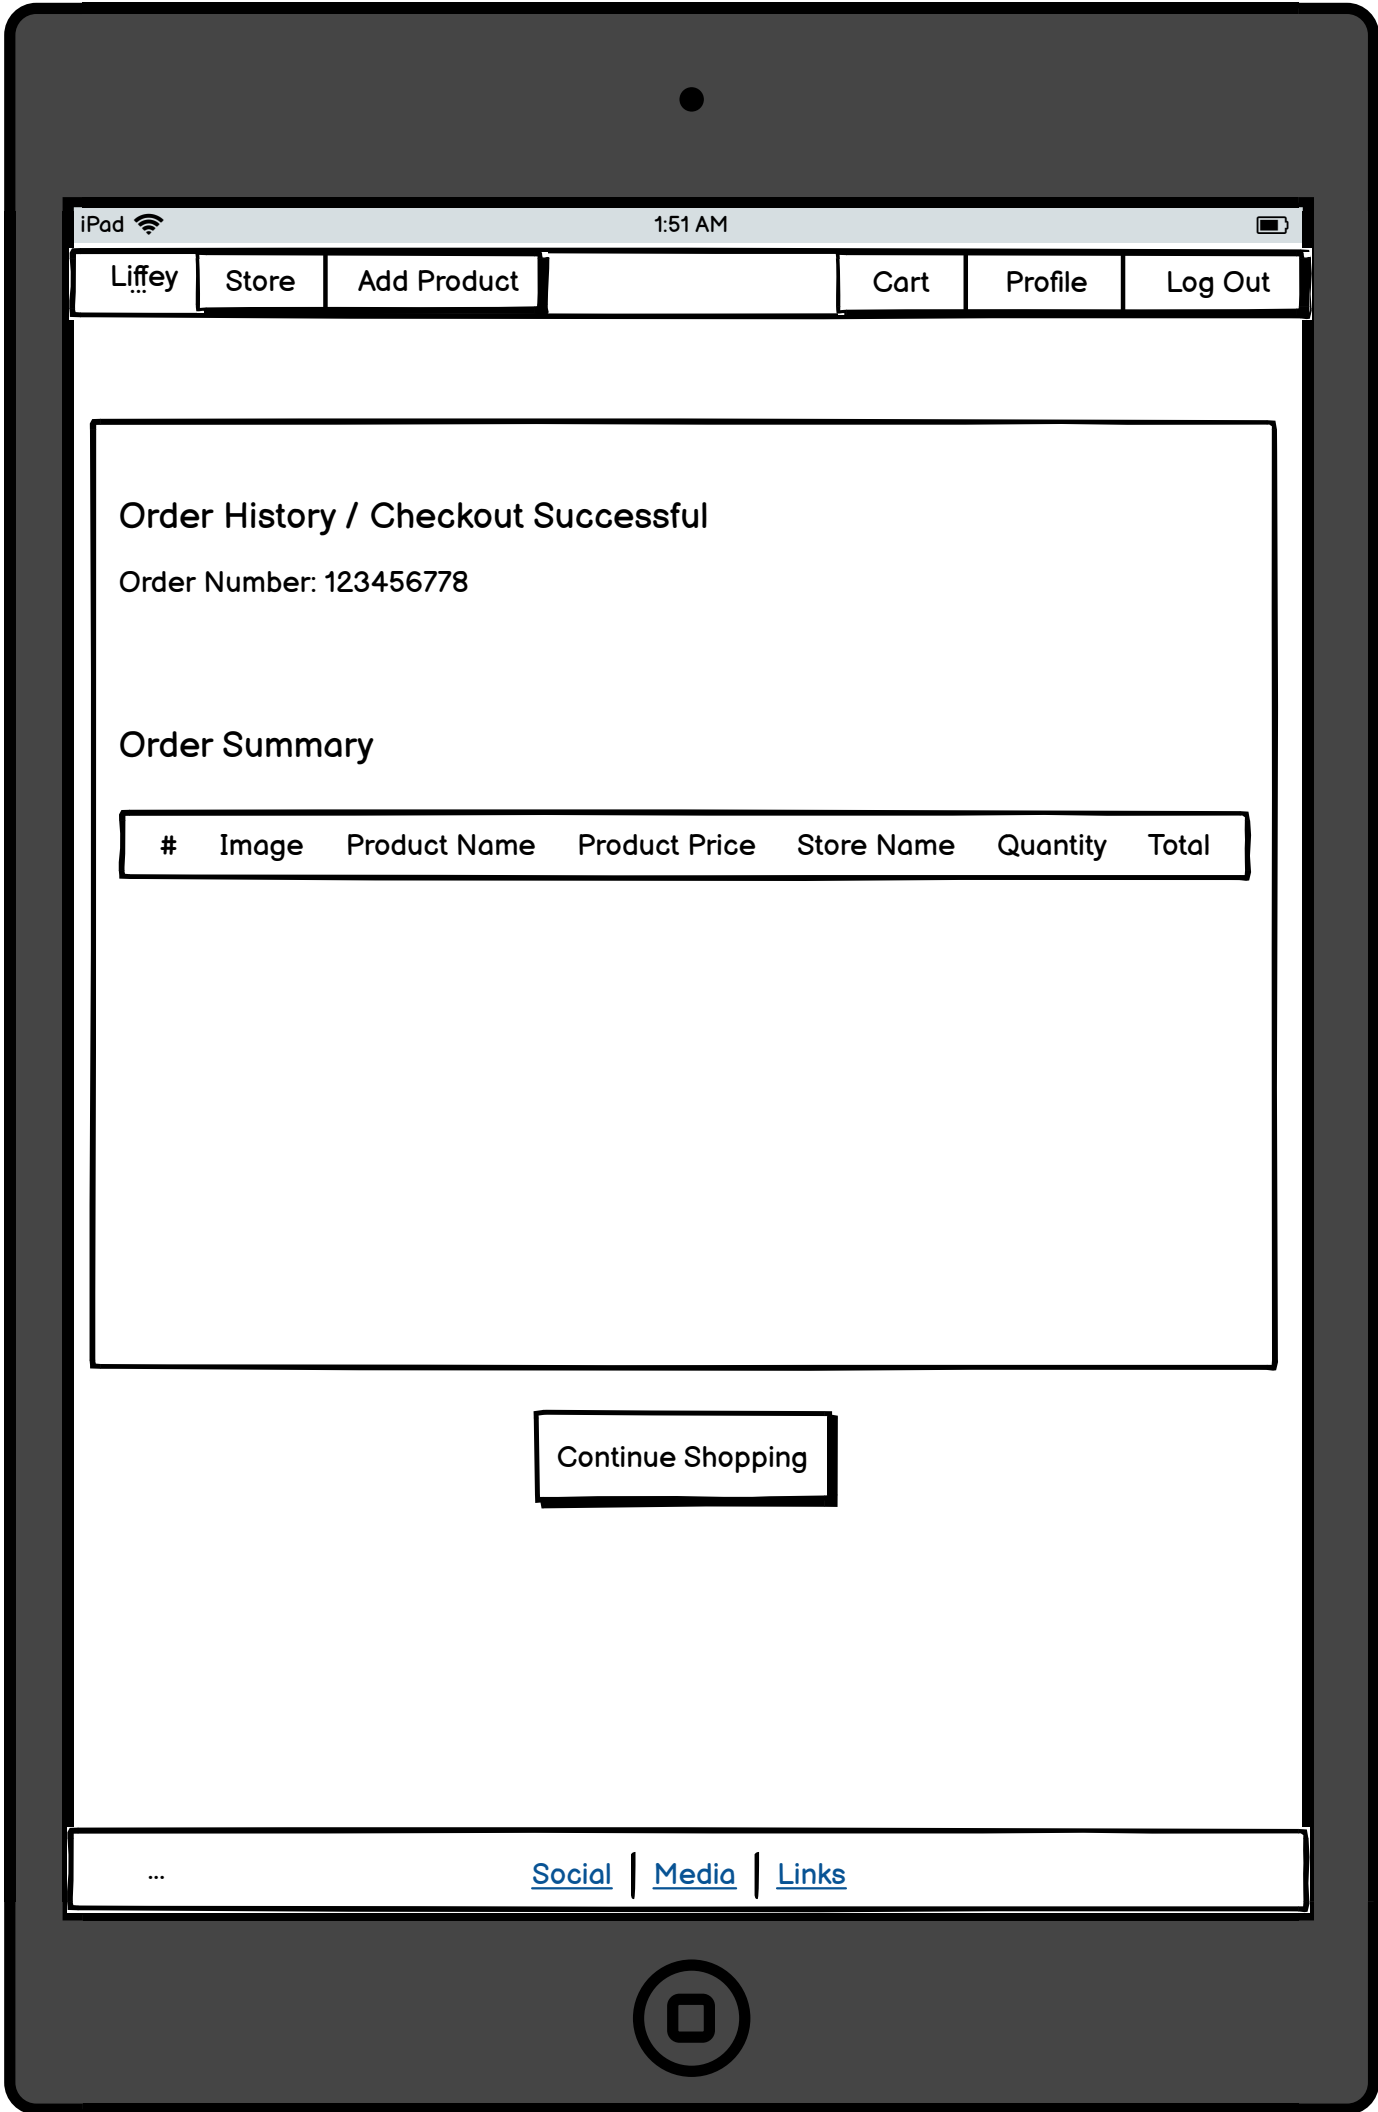 iPad 1:51 AM
Liffey Store Add Product Cart Profile Log Out
...
Order History / Checkout Successful
Order Number: 123456778
Order Summary
# Image Product Name Product Price Store Name Quantity Total
Continue Shopping
... Social Media Links